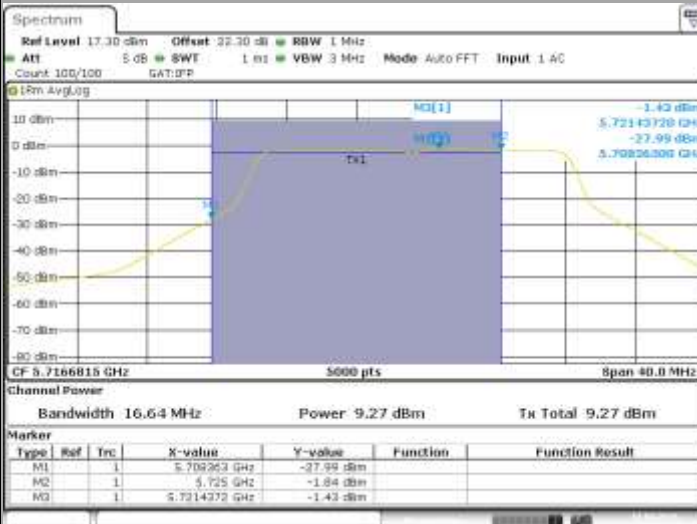 Spectrum
Ref Level 17.30 dBm Offset 22.30 dB RBW 1 MHz
Att 5 dB SWT 1 ms VBW 3 MHz Mode Auto FFT Input 1 AC
Count 100/100 GAT:IFP
1Rm AvgLog
M3[1] -1.43 dBm
5.72143720 GHz
10 dBm
-27.99 dBm
0 dBm
Tx1
-10 dBm
-20 dBm
-30 dBm
-40 dBm
-50 dBm
-60 dBm
-70 dBm
-80 dBm
CF 5.7166815 GHz 5000 pts Span 40.0 MHz
Channel Power
Bandwidth 16.64 MHz Power 9.27 dBm Tx Total 9.27 dBm
Marker
Type Ref Trc X-value Y-value Function Function Result
M1 1 5.708363 GHz -27.99 dBm
M2 1 5.725 GHz -1.84 dBm
M3 1 5.7214372 GHz -1.43 dBm